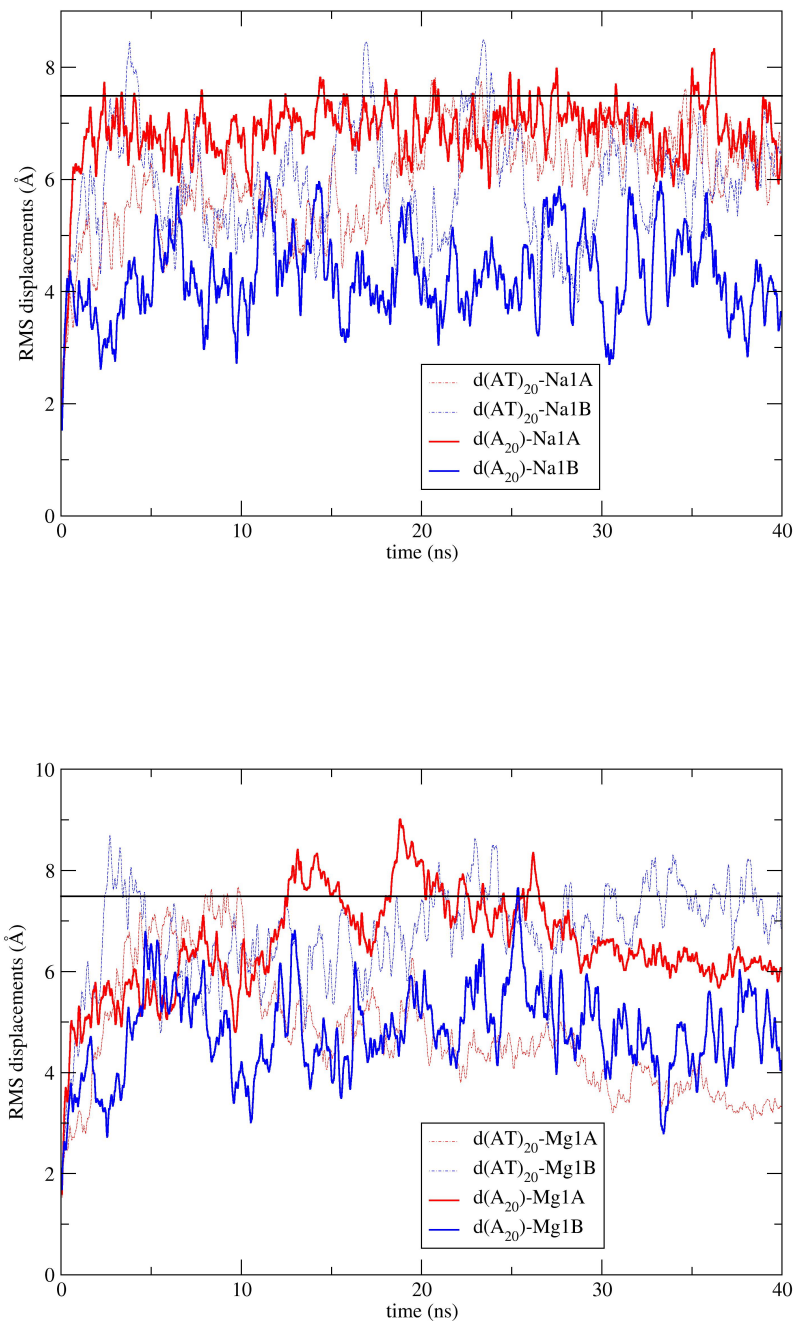 8
6
4
2
0
RMS displacements (Å)
d(AT)20-Na1A
d(AT)20-Na1B
d(A20)-Na1A
d(A20)-Na1B
0 10 20 30 40
time (ns)
10
8
6
4
2
0
RMS displacements (Å)
d(AT)20-Mg1A
d(AT)20-Mg1B
d(A20)-Mg1A
d(A20)-Mg1B
0 10 20 30 40
time (ns)